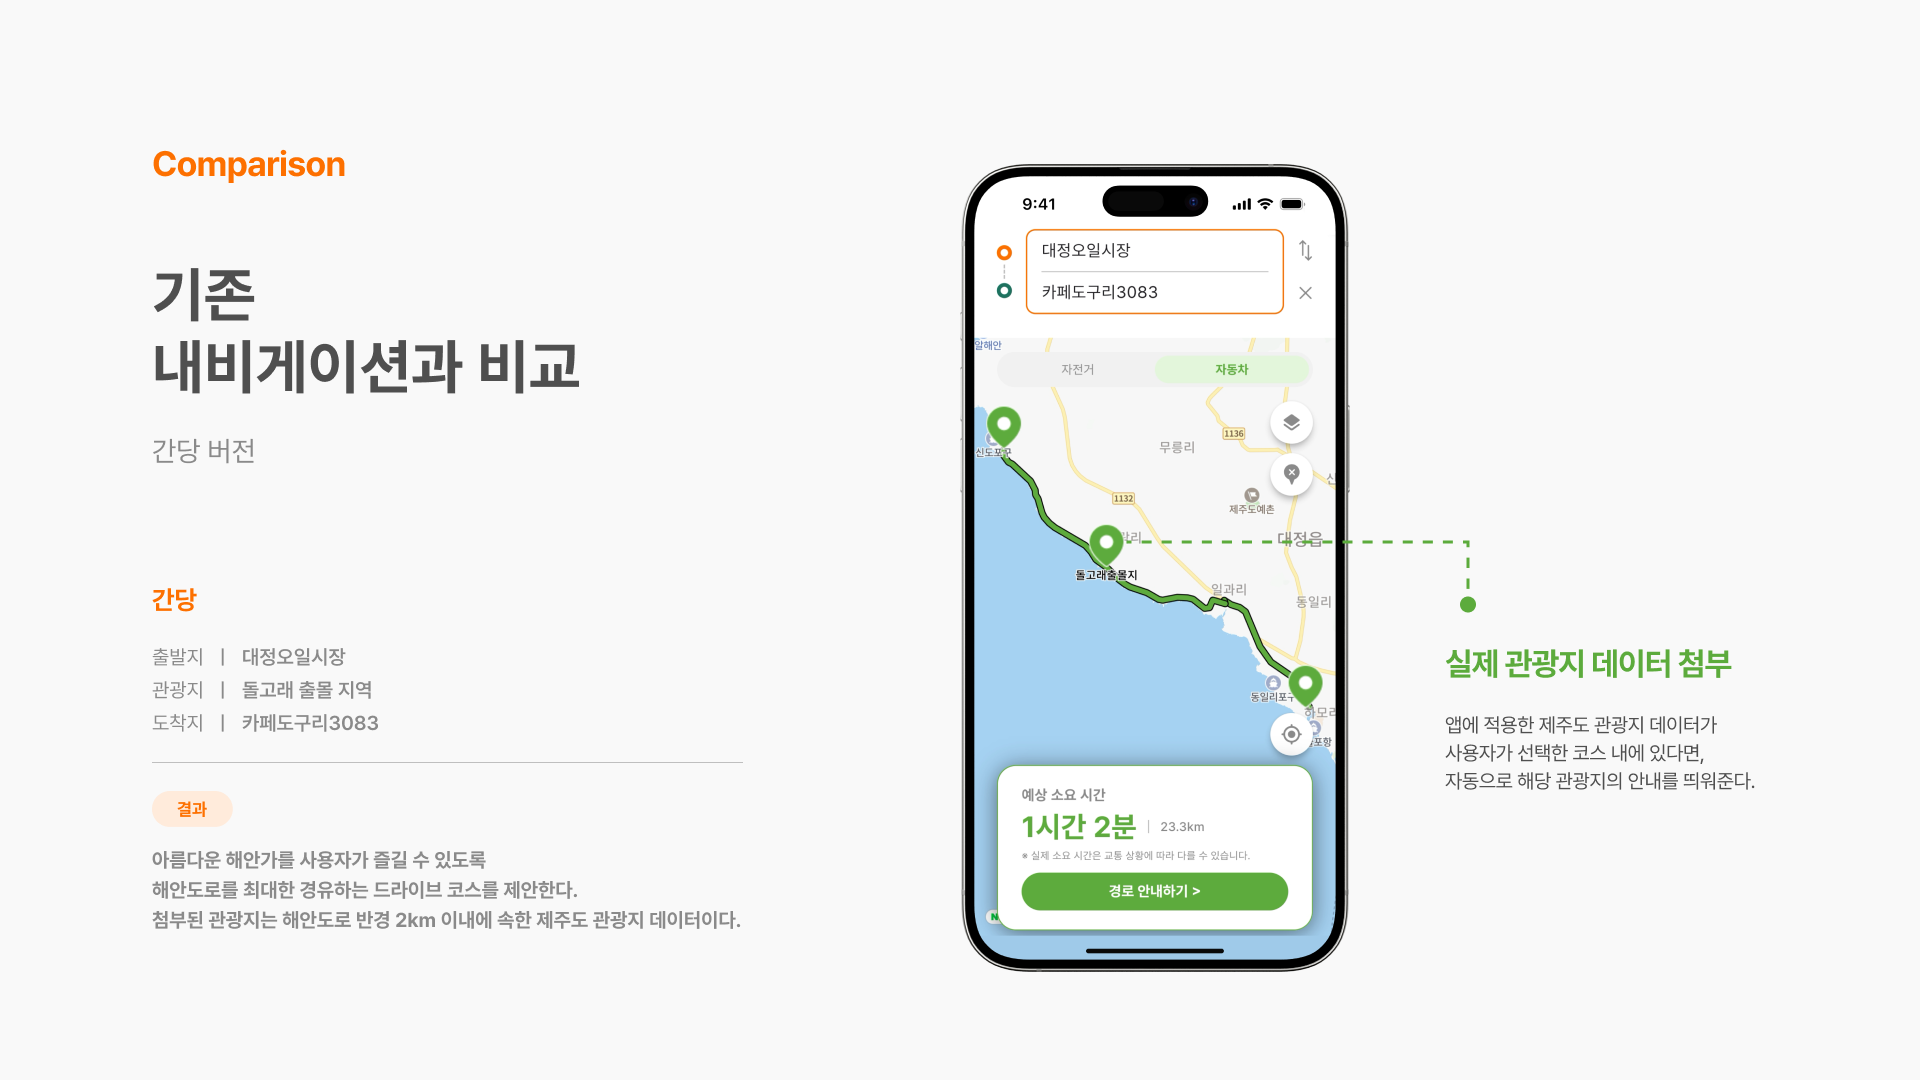 Comparison
기존
내비게이션과 비교
간당 버전
간당
출발지 | 대정오일시장
관광지 | 돌고래 출몰 지역
도착지 | 카페도구리3083
결과
아름다운 해안가를 사용자가 즐길 수 있도록
해안도로를 최대한 경유하는 드라이브 코스를 제안한다.
첨부된 관광지는 해안도로 반경 2km 이내에 속한 제주도 관광지 데이터이다.
9:41
대정오일시장
카페도구리3083
알해안
자전거
자동차
1136
무릉리
신도포구
1132
제주도예촌
대정읍
돌고래출몰지
일과리
동일리
동일리포구
하모리
예상 소요 시간
1시간 2분 | 23.3km
※ 실제 소요 시간은 교통 상황에 따라 다를 수 있습니다.
경로 안내하기 >
실제 관광지 데이터 첨부
앱에 적용한 제주도 관광지 데이터가
사용자가 선택한 코스 내에 있다면,
자동으로 해당 관광지의 안내를 띄워준다.